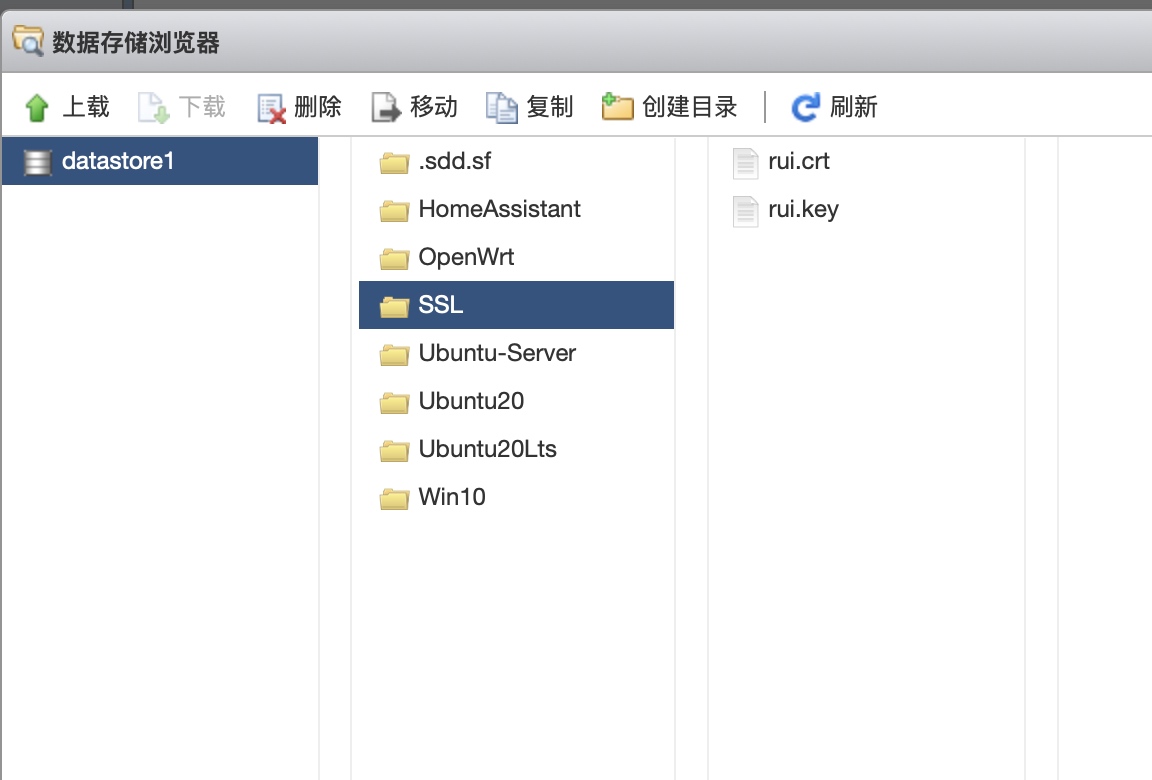 数据存储浏览器
上载 下载 删除 移动 复制 创建目录 刷新
datastore1
.sdd.sf
HomeAssistant
OpenWrt
SSL
Ubuntu-Server
Ubuntu20
Ubuntu20Lts
Win10
rui.crt
rui.key